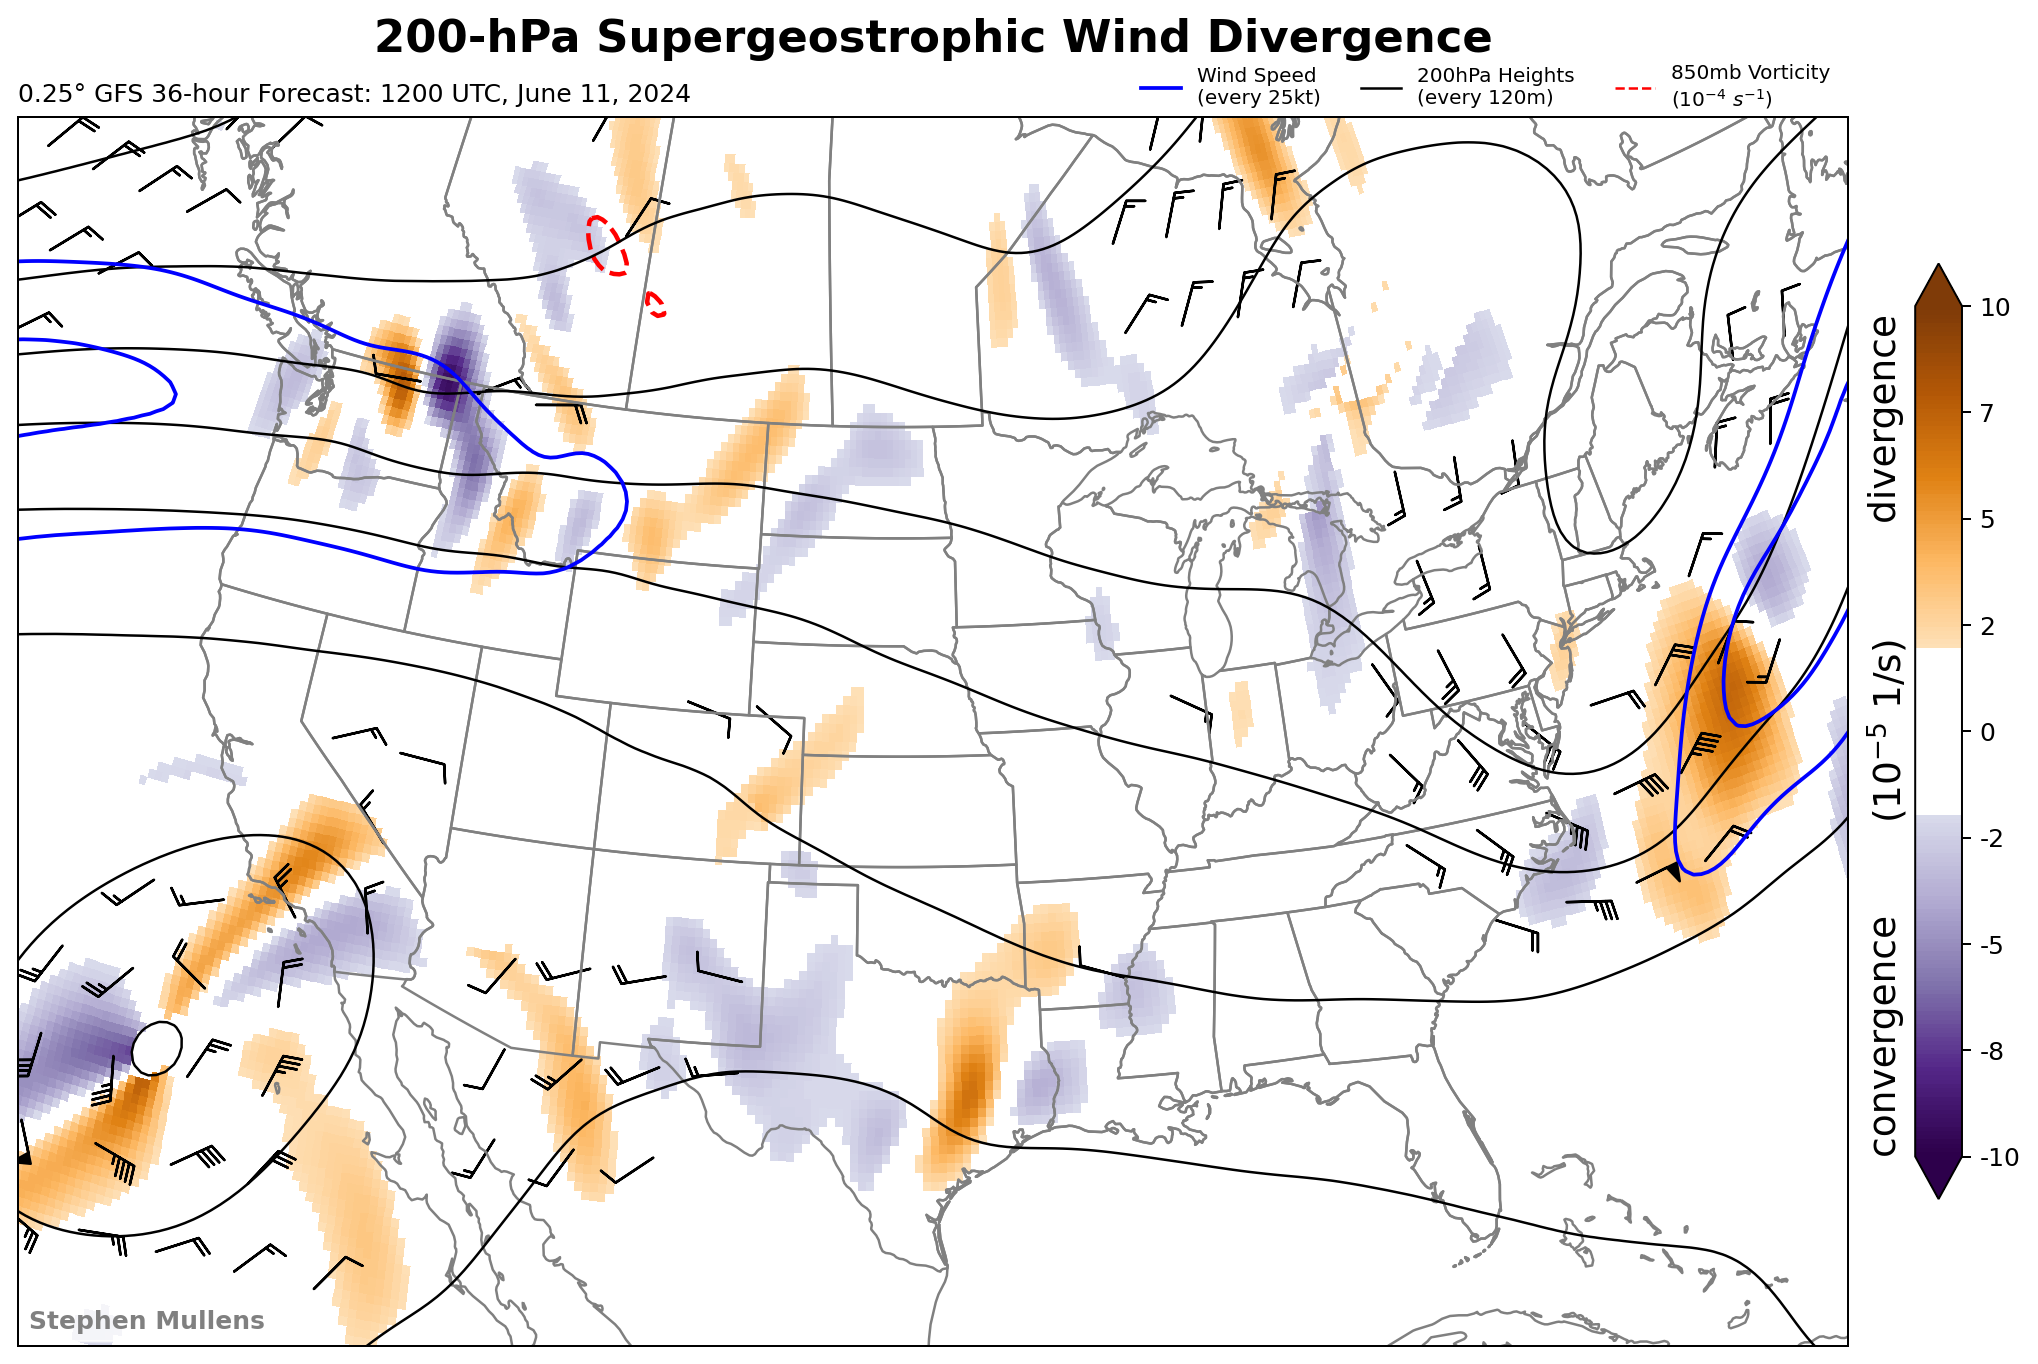 200-hPa Supergeostrophic Wind Divergence
0.25° GFS 36-hour Forecast: 1200 UTC, June 11, 2024
Wind Speed
(every 25kt)
200hPa Heights
(every 120m)
850mb Vorticity
(10⁻⁴ s⁻¹)
divergence
(10⁻⁵ 1/s)
convergence
10
7
5
2
0
-2
-5
-8
-10
Stephen Mullens